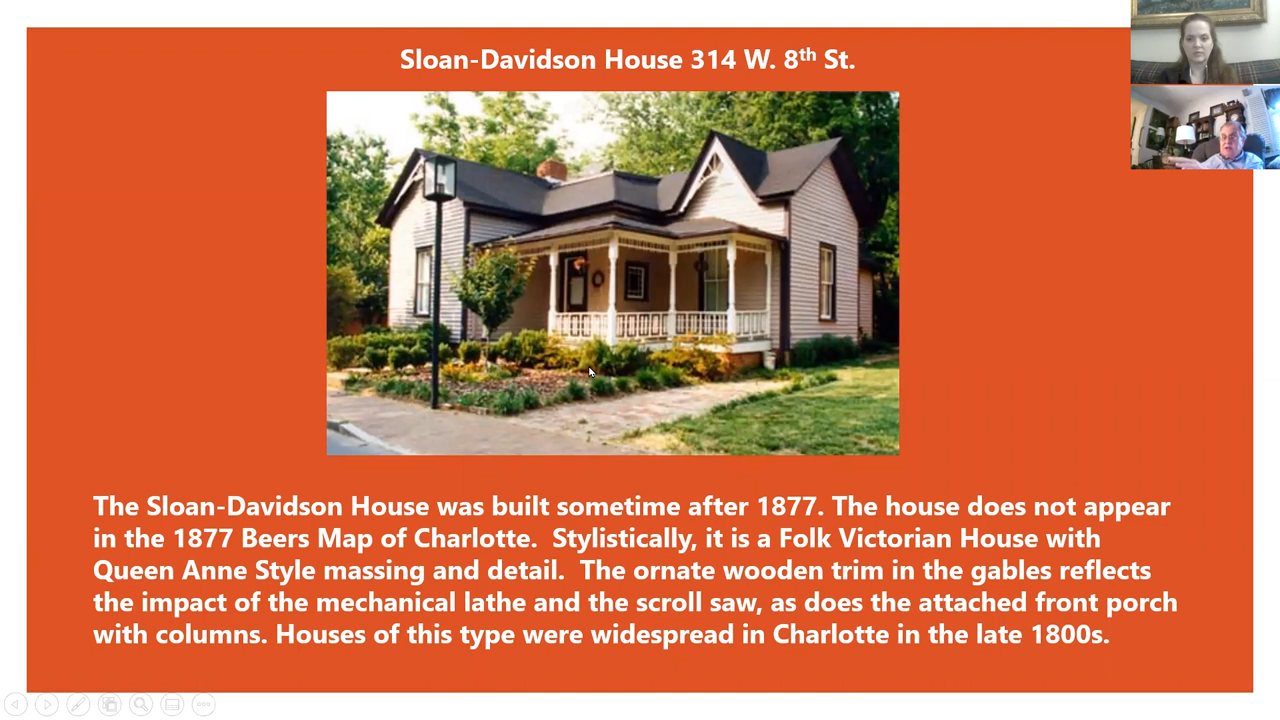 Sloan-Davidson House 314 W. 8th St.
The Sloan-Davidson House was built sometime after 1877. The house does not appear
in the 1877 Beers Map of Charlotte.  Stylistically, it is a Folk Victorian House with
Queen Anne Style massing and detail.  The ornate wooden trim in the gables reflects
the impact of the mechanical lathe and the scroll saw, as does the attached front porch
with columns. Houses of this type were widespread in Charlotte in the late 1800s.